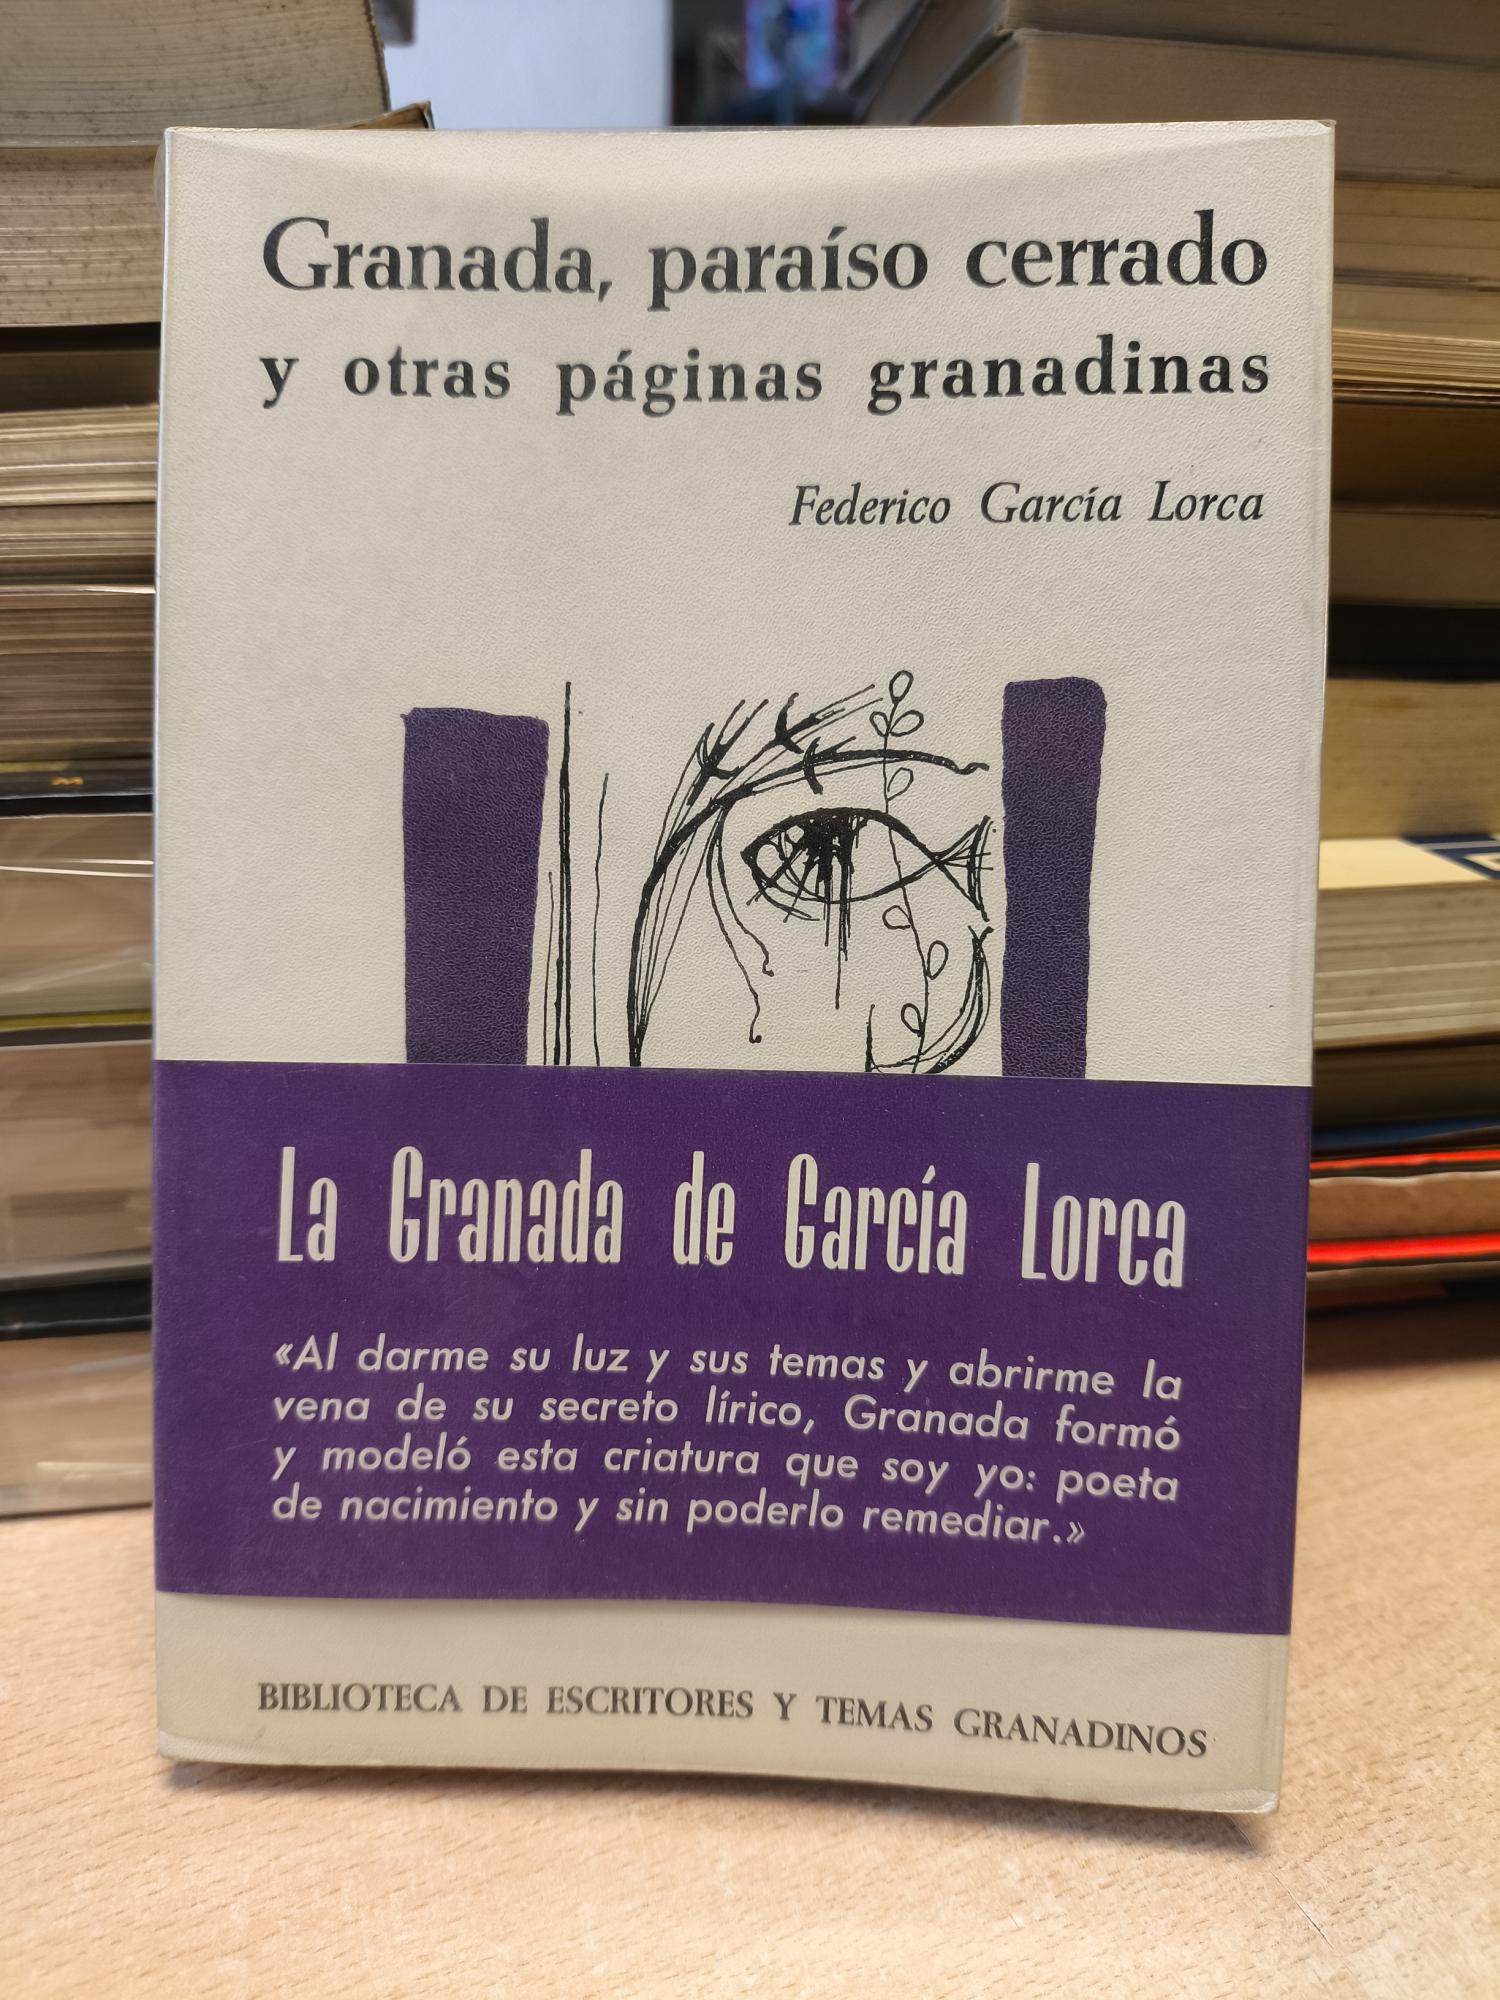 Granada, paraíso cerrado
y otras páginas granadinas
Federico García Lorca
La Granada de García Lorca
«Al darme su luz y sus temas y abrirme la
vena de su secreto lírico, Granada formó
y modeló esta criatura que soy yo: poeta
de nacimiento y sin poderlo remediar.»
BIBLIOTECA DE ESCRITORES Y TEMAS GRANADINOS